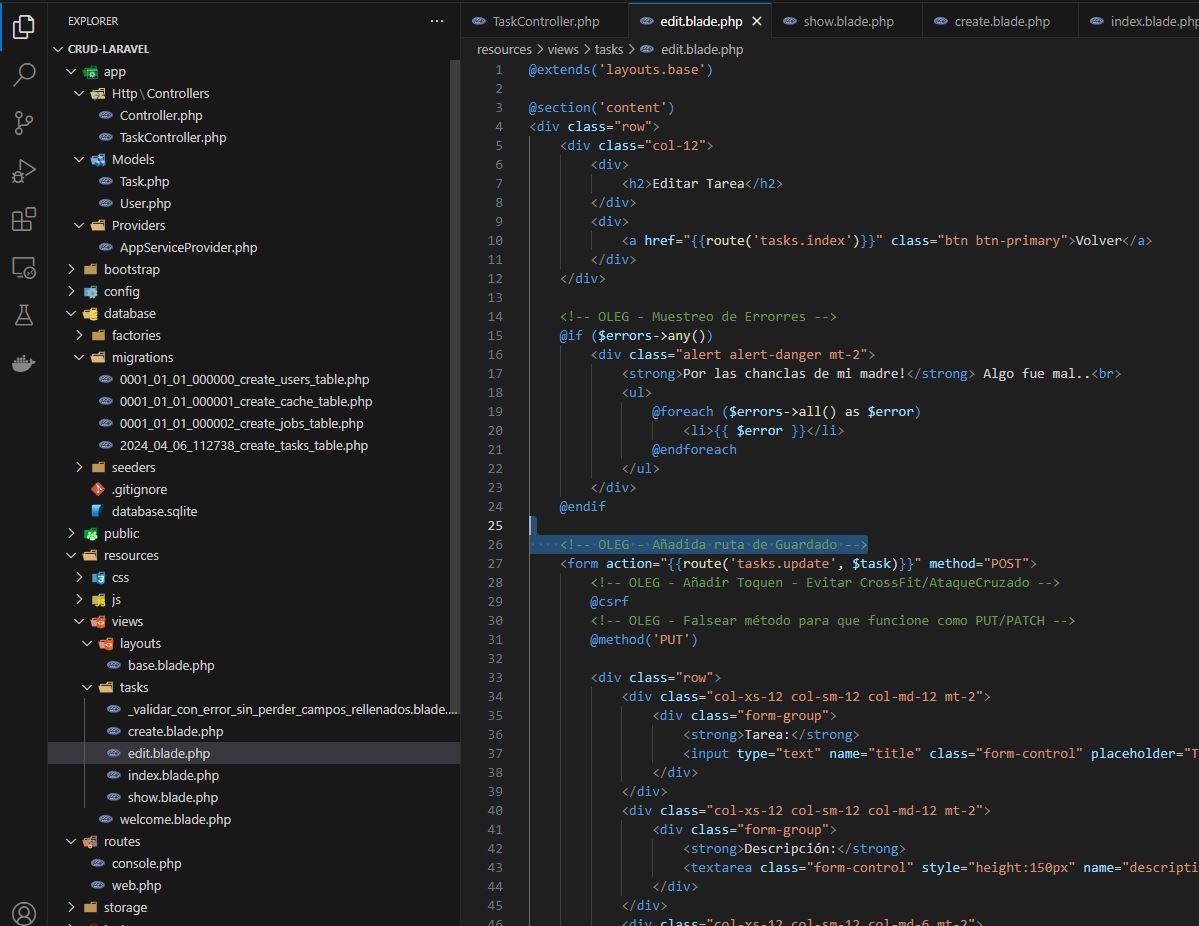 EXPLORER
CRUD-LARAVEL
app
Http\Controllers
Controller.php
TaskController.php
Models
Task.php
User.php
Providers
AppServiceProvider.php
bootstrap
config
database
factories
migrations
0001_01_01_000000_create_users_table.php
0001_01_01_000001_create_cache_table.php
0001_01_01_000002_create_jobs_table.php
2024_04_06_112738_create_tasks_table.php
seeders
.gitignore
database.sqlite
public
resources
css
js
views
layouts
base.blade.php
tasks
_validar_con_error_sin_perder_campos_rellenados.blade....
create.blade.php
edit.blade.php
index.blade.php
show.blade.php
welcome.blade.php
routes
console.php
web.php
storage
TaskController.php edit.blade.php show.blade.php create.blade.php index.blade.php
resources > views > tasks > edit.blade.php
1 @extends('layouts.base')
2
3 @section('content')
4 <div class="row">
5 <div class="col-12">
6 <div>
7 <h2>Editar Tarea</h2>
8 </div>
9 <div>
10 <a href="{{route('tasks.index')}}" class="btn btn-primary">Volver</a>
11 </div>
12 </div>
13
14 <!-- OLEG - Muestreo de Errorres -->
15 @if ($errors->any())
16 <div class="alert alert-danger mt-2">
17 <strong>Por las chanclas de mi madre!</strong> Algo fue mal..<br>
18 <ul>
19 @foreach ($errors->all() as $error)
20 <li>{{ $error }}</li>
21 @endforeach
22 </ul>
23 </div>
24 @endif
25
26 <!-- OLEG - Añadida ruta de Guardado -->
27 <form action="{{route('tasks.update', $task)}}" method="POST">
28 <!-- OLEG - Añadir Toquen - Evitar CrossFit/AtaqueCruzado -->
29 @csrf
30 <!-- OLEG - Falsear método para que funcione como PUT/PATCH -->
31 @method('PUT')
32
33 <div class="row">
34 <div class="col-xs-12 col-sm-12 col-md-12 mt-2">
35 <div class="form-group">
36 <strong>Tarea:</strong>
37 <input type="text" name="title" class="form-control" placeholder="T
38 </div>
39 </div>
40 <div class="col-xs-12 col-sm-12 col-md-12 mt-2">
41 <div class="form-group">
42 <strong>Descripción:</strong>
43 <textarea class="form-control" style="height:150px" name="descripti
44 </div>
45 </div>
46 <div class="col-xs-12 col-sm-12 col-md-6 mt-2">